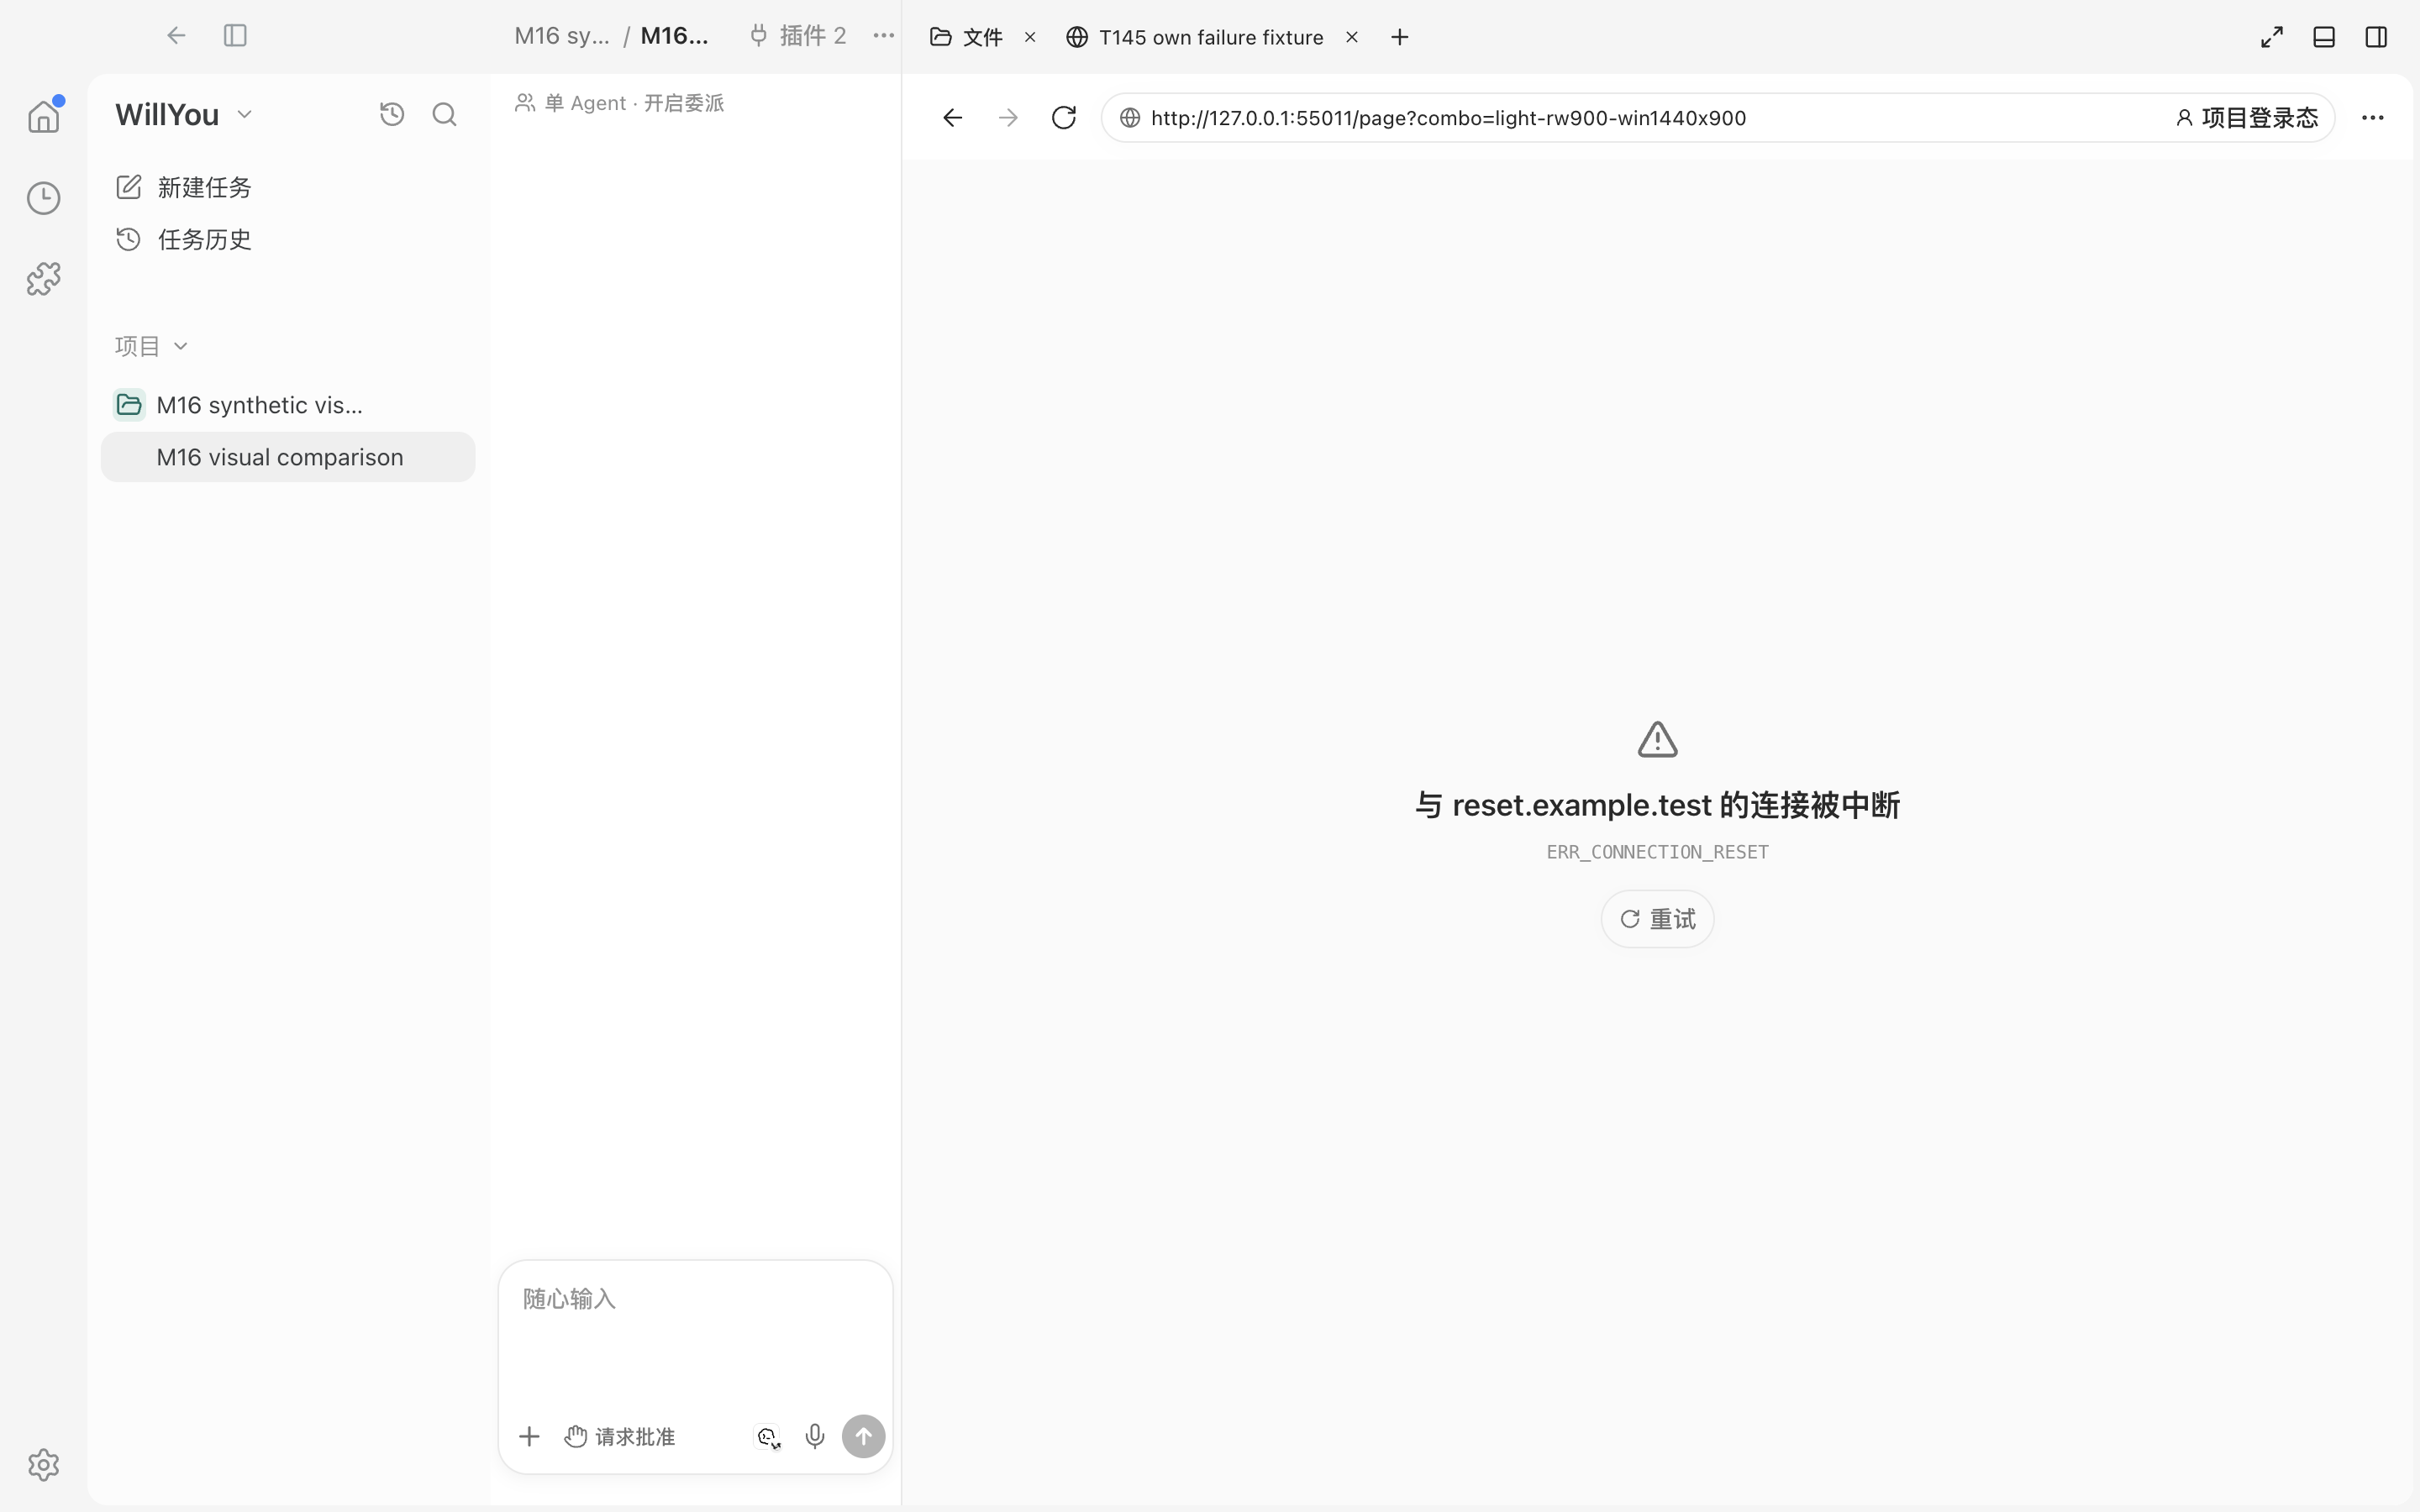 M16 sy... / M16... 插件 2
文件
T145 own failure fixture
WillYou
新建任务
任务历史
项目
M16 synthetic vis...
M16 visual comparison
单 Agent · 开启委派
随心输入
请求批准
http://127.0.0.1:55011/page?combo=light-rw900-win1440x900
项目登录态
与 reset.example.test 的连接被中断
ERR_CONNECTION_RESET
重试